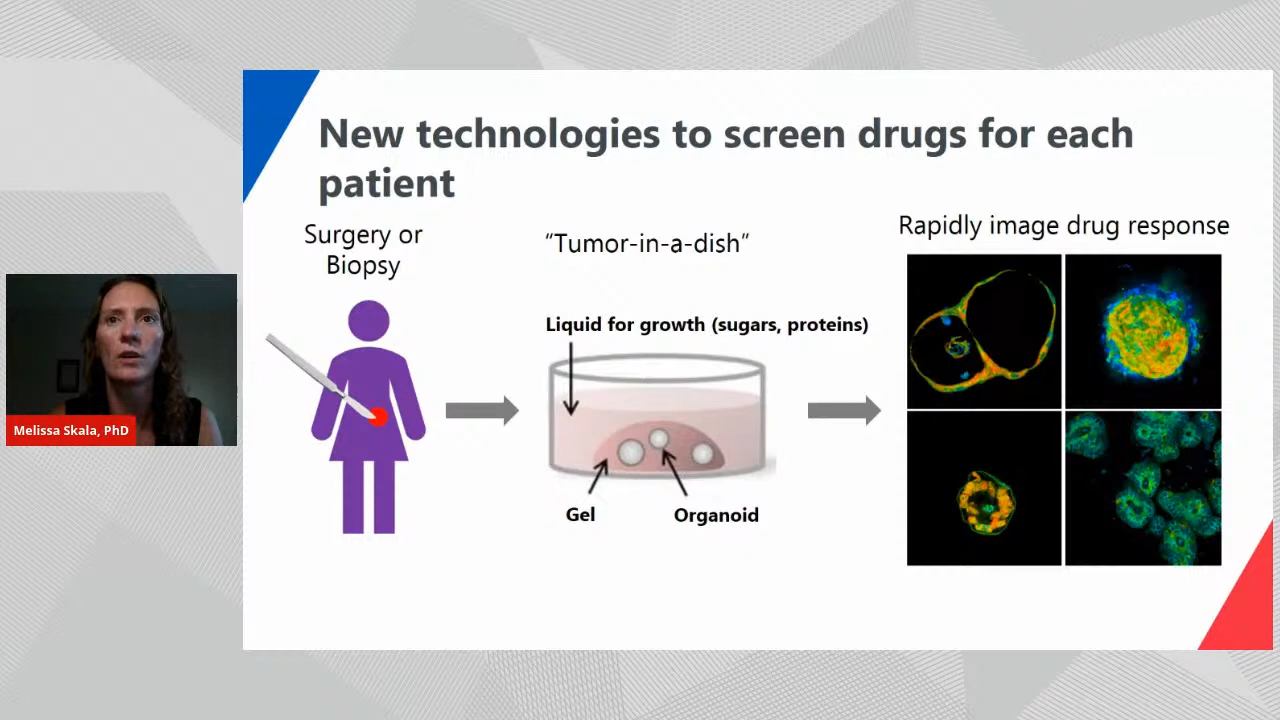 New technologies to screen drugs for each
patient
Surgery or
Biopsy
“Tumor-in-a-dish”
Rapidly image drug response
Liquid for growth (sugars, proteins)
Gel
Organoid
Melissa Skala, PhD